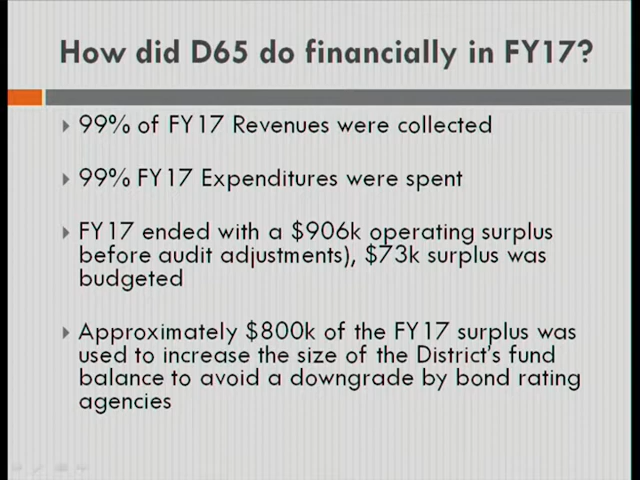 How did D65 do financially in FY17?
99% of FY17 Revenues were collected
99% FY17 Expenditures were spent
FY17 ended with a $906k operating surplus
before audit adjustments), $73k surplus was
budgeted
Approximately $800k of the FY17 surplus was
used to increase the size of the District's fund
balance to avoid a downgrade by bond rating
agencies